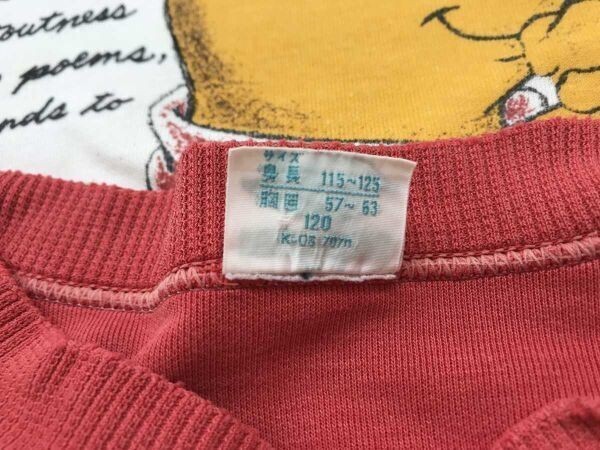 outness
poems,
nds to
サイズ
身長 115~125
胸囲 57~63
120